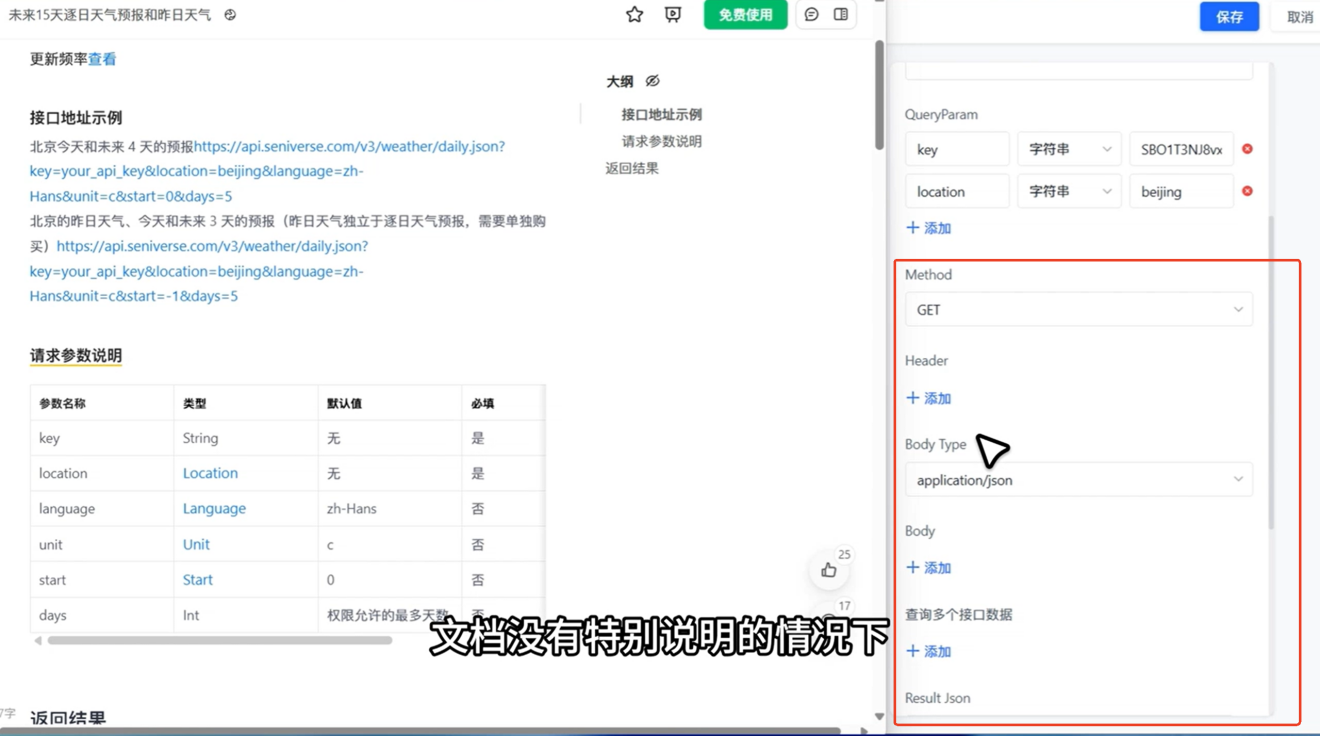 未来15天逐日天气预报和昨日天气
免费使用
更新频率查看
接口地址示例
北京今天和未来 4 天的预报https://api.seniverse.com/v3/weather/daily.json?
key=your_api_key&location=beijing&language=zh-
Hans&unit=c&start=0&days=5
北京的昨日天气、今天和未来 3 天的预报（昨日天气独立于逐日天气预报，需要单独购
买）https://api.seniverse.com/v3/weather/daily.json?
key=your_api_key&location=beijing&language=zh-
Hans&unit=c&start=-1&days=5
请求参数说明
参数名称 类型 默认值 必填
key String 无 是
location Location 无 是
language Language zh-Hans 否
unit Unit c 否
start Start 0 否
days Int 权限允许的最多天数 否
返回结果
大纲
接口地址示例
请求参数说明
返回结果
25
17
文档没有特别说明的情况下
保存 取消
QueryParam
key 字符串 SBO1T3NJ8vx
location 字符串 beijing
添加
Method
GET
Header
添加
Body Type
application/json
Body
添加
查询多个接口数据
添加
Result Json